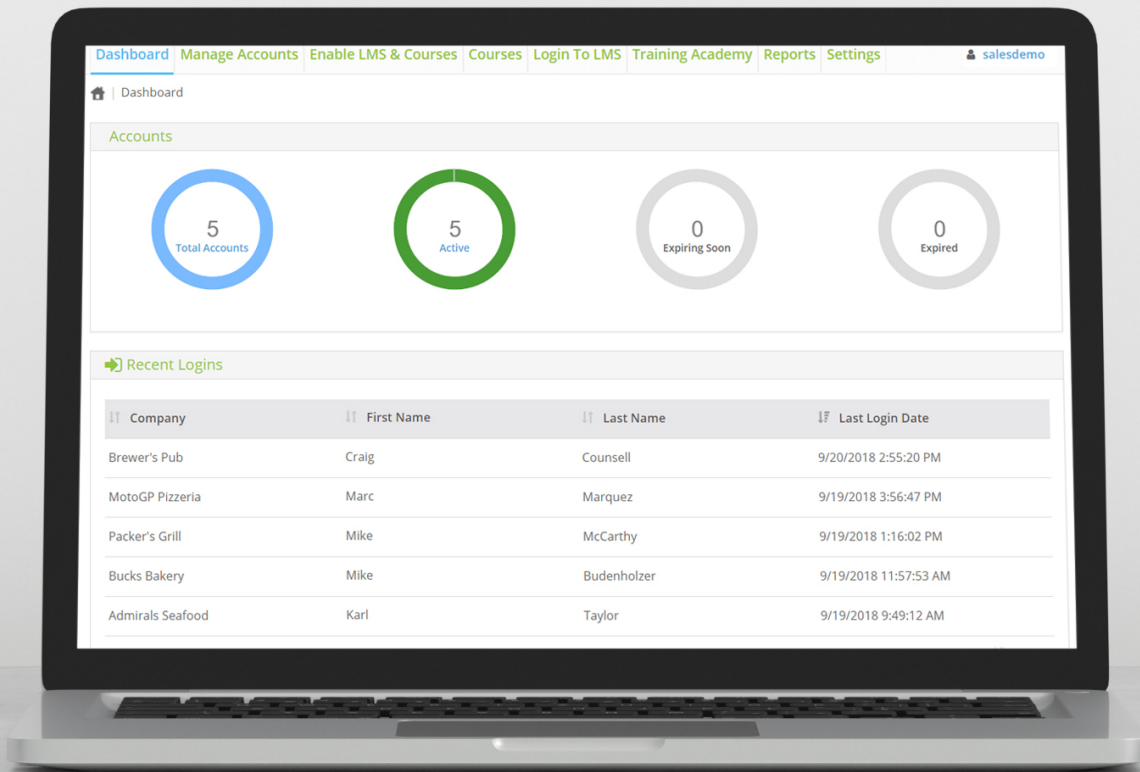 Dashboard Manage Accounts Enable LMS & Courses Courses Login To LMS Training Academy Reports Settings salesdemo
Dashboard
Accounts
5 5 0 0
Total Accounts Active Expiring Soon Expired
Recent Logins
Company First Name Last Name Last Login Date
Brewer's Pub Craig Counsell 9/20/2018 2:55:20 PM
MotoGP Pizzeria Marc Marquez 9/19/2018 3:56:47 PM
Packer's Grill Mike McCarthy 9/19/2018 1:16:02 PM
Bucks Bakery Mike Budenholzer 9/19/2018 11:57:53 AM
Admirals Seafood Karl Taylor 9/19/2018 9:49:12 AM